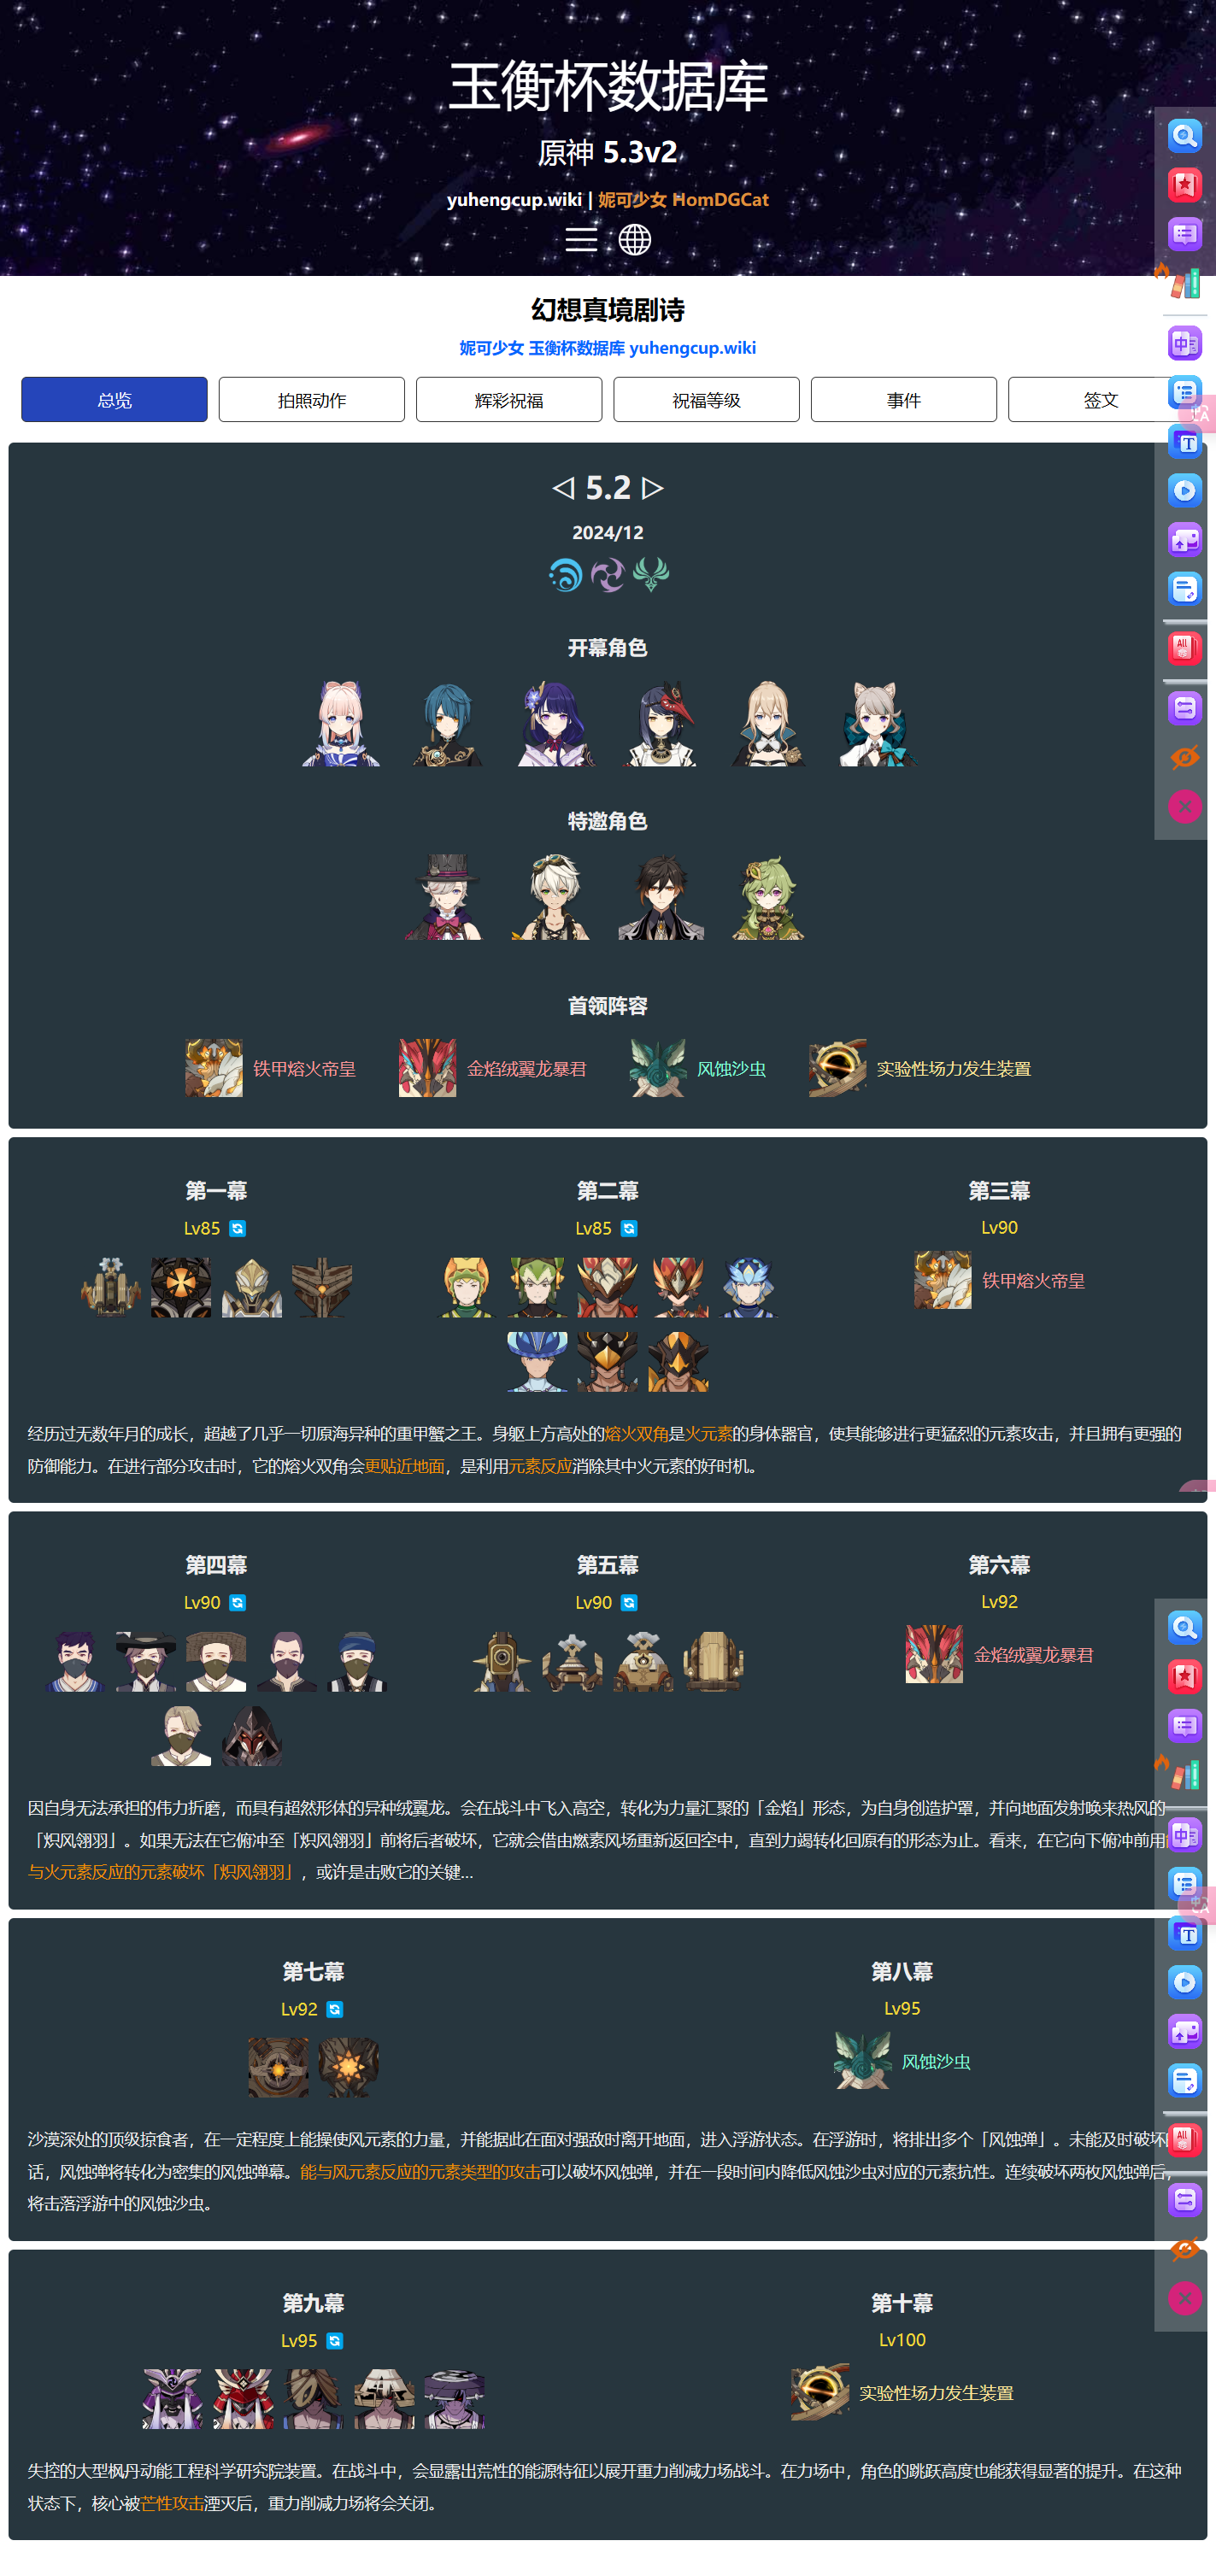 玉衡杯数据库
原神 5.3v2
yuhengcup.wiki | 妮可少女 HomDGCat
幻想真境剧诗
妮可少女 玉衡杯数据库 yuhengcup.wiki
总览 拍照动作 辉彩祝福 祝福等级 事件 签文
5.2
2024/12
开幕角色
特邀角色
首领阵容
铁甲熔火帝皇 金焰绒翼龙暴君 风蚀沙虫 实验性场力发生装置
第一幕 第二幕 第三幕
Lv85 Lv85 Lv90
铁甲熔火帝皇
经历过无数年月的成长，超越了几乎一切原海异种的重甲蟹之王。身躯上方高处的熔火双角是火元素的身体器官，使其能够进行更猛烈的元素攻击，并且拥有更强的
防御能力。在进行部分攻击时，它的熔火双角会更贴近地面，是利用元素反应消除其中火元素的好时机。
第四幕 第五幕 第六幕
Lv90 Lv90 Lv92
金焰绒翼龙暴君
因自身无法承担的伟力折磨，而具有超然形体的异种绒翼龙。会在战斗中飞入高空，转化为力量汇聚的「金焰」形态，为自身创造护罩，并向地面发射唤来热风的
「炽风翎羽」。如果无法在它俯冲至「炽风翎羽」前将后者破坏，它就会借由燃素风场重新返回空中，直到力竭转化回原有的形态为止。看来，在它向下俯冲前用
与火元素反应的元素破坏「炽风翎羽」，或许是击败它的关键…
第七幕 第八幕
Lv92 Lv95
风蚀沙虫
沙漠深处的顶级掠食者，在一定程度上能操使风元素的力量，并能据此在面对强敌时离开地面，进入浮游状态。在浮游时，将排出多个「风蚀弹」。未能及时破坏
话，风蚀弹将转化为密集的风蚀弹幕。能与风元素反应的元素类型的攻击可以破坏风蚀弹，并在一段时间内降低风蚀沙虫对应的元素抗性。连续破坏两枚风蚀弹后，
将击落浮游中的风蚀沙虫。
第九幕 第十幕
Lv95 Lv100
实验性场力发生装置
失控的大型枫丹动能工程科学研究院装置。在战斗中，会显露出荒性的能源特征以展开重力削减力场战斗。在力场中，角色的跳跃高度也能获得显著的提升。在这种
状态下，核心被芒性攻击湮灭后，重力削减力场将会关闭。